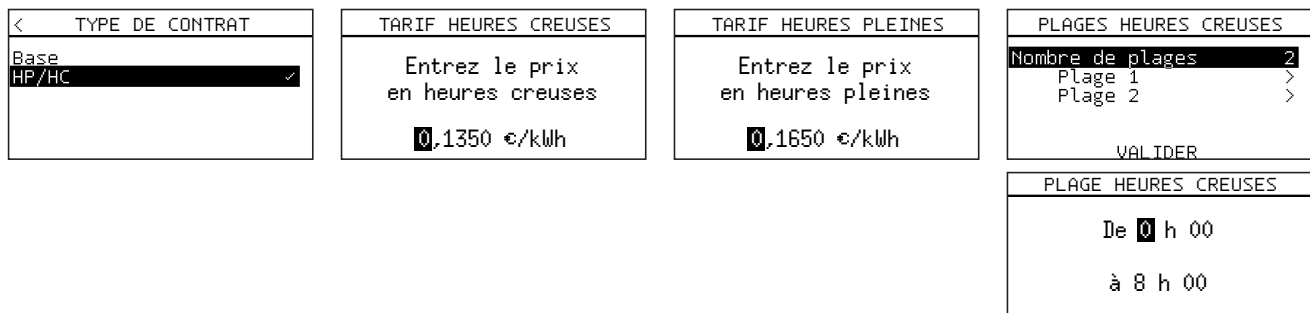 < TYPE DE CONTRAT
Base
HP/HC ✓
TARIF HEURES CREUSES
Entrez le prix
en heures creuses
0,1350 €/kWh
TARIF HEURES PLEINES
Entrez le prix
en heures pleines
0,1650 €/kWh
PLAGES HEURES CREUSES
Nombre de plages 2
Plage 1 >
Plage 2 >
VALIDER
PLAGE HEURES CREUSES
De 0 h 00
à 8 h 00